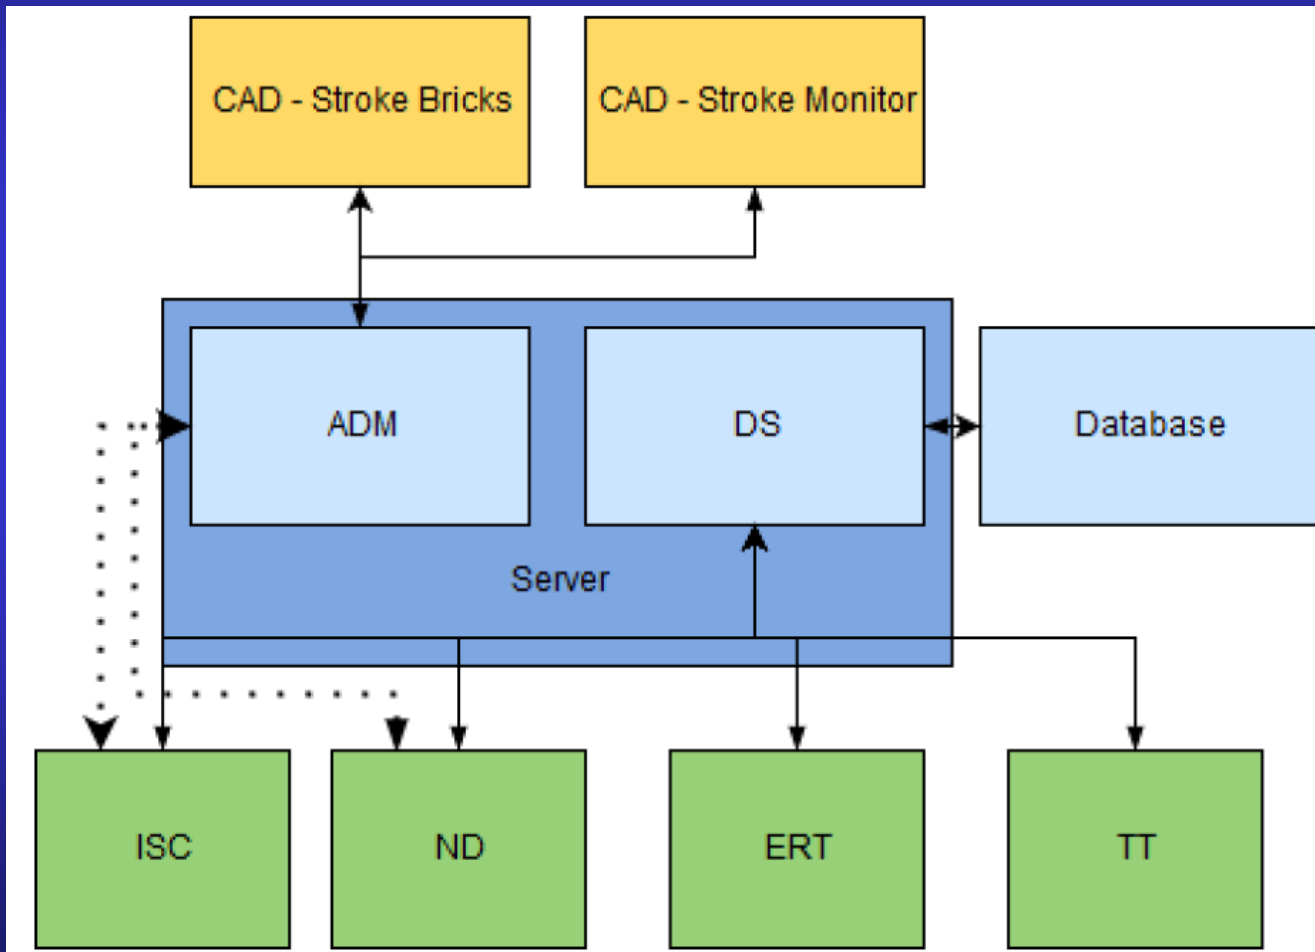 CAD - Stroke Bricks
CAD - Stroke Monitor
ADM
DS
Database
Server
ISC
ND
ERT
TT